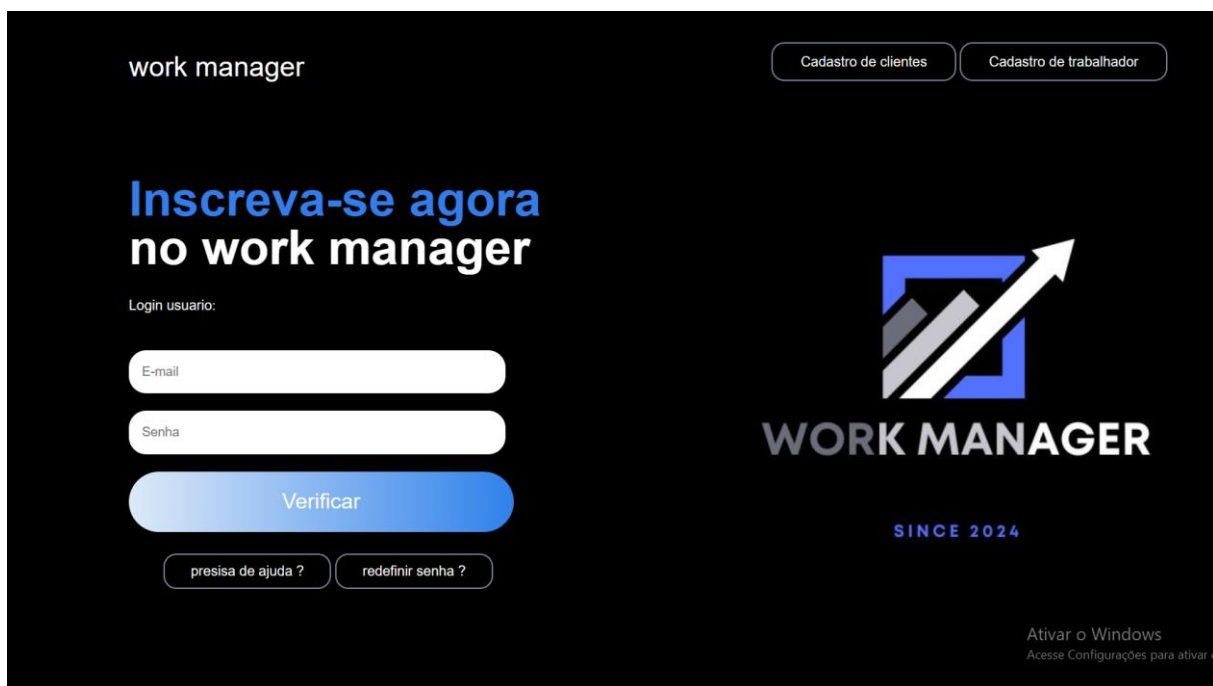 work manager
Cadastro de clientes
Cadastro de trabalhador
Inscreva-se agora
no work manager
Login usuario:
E-mail
Senha
Verificar
presisa de ajuda ?
redefinir senha ?
WORK MANAGER
SINCE 2024
Ativar o Windows
Acesse Configurações para ativar